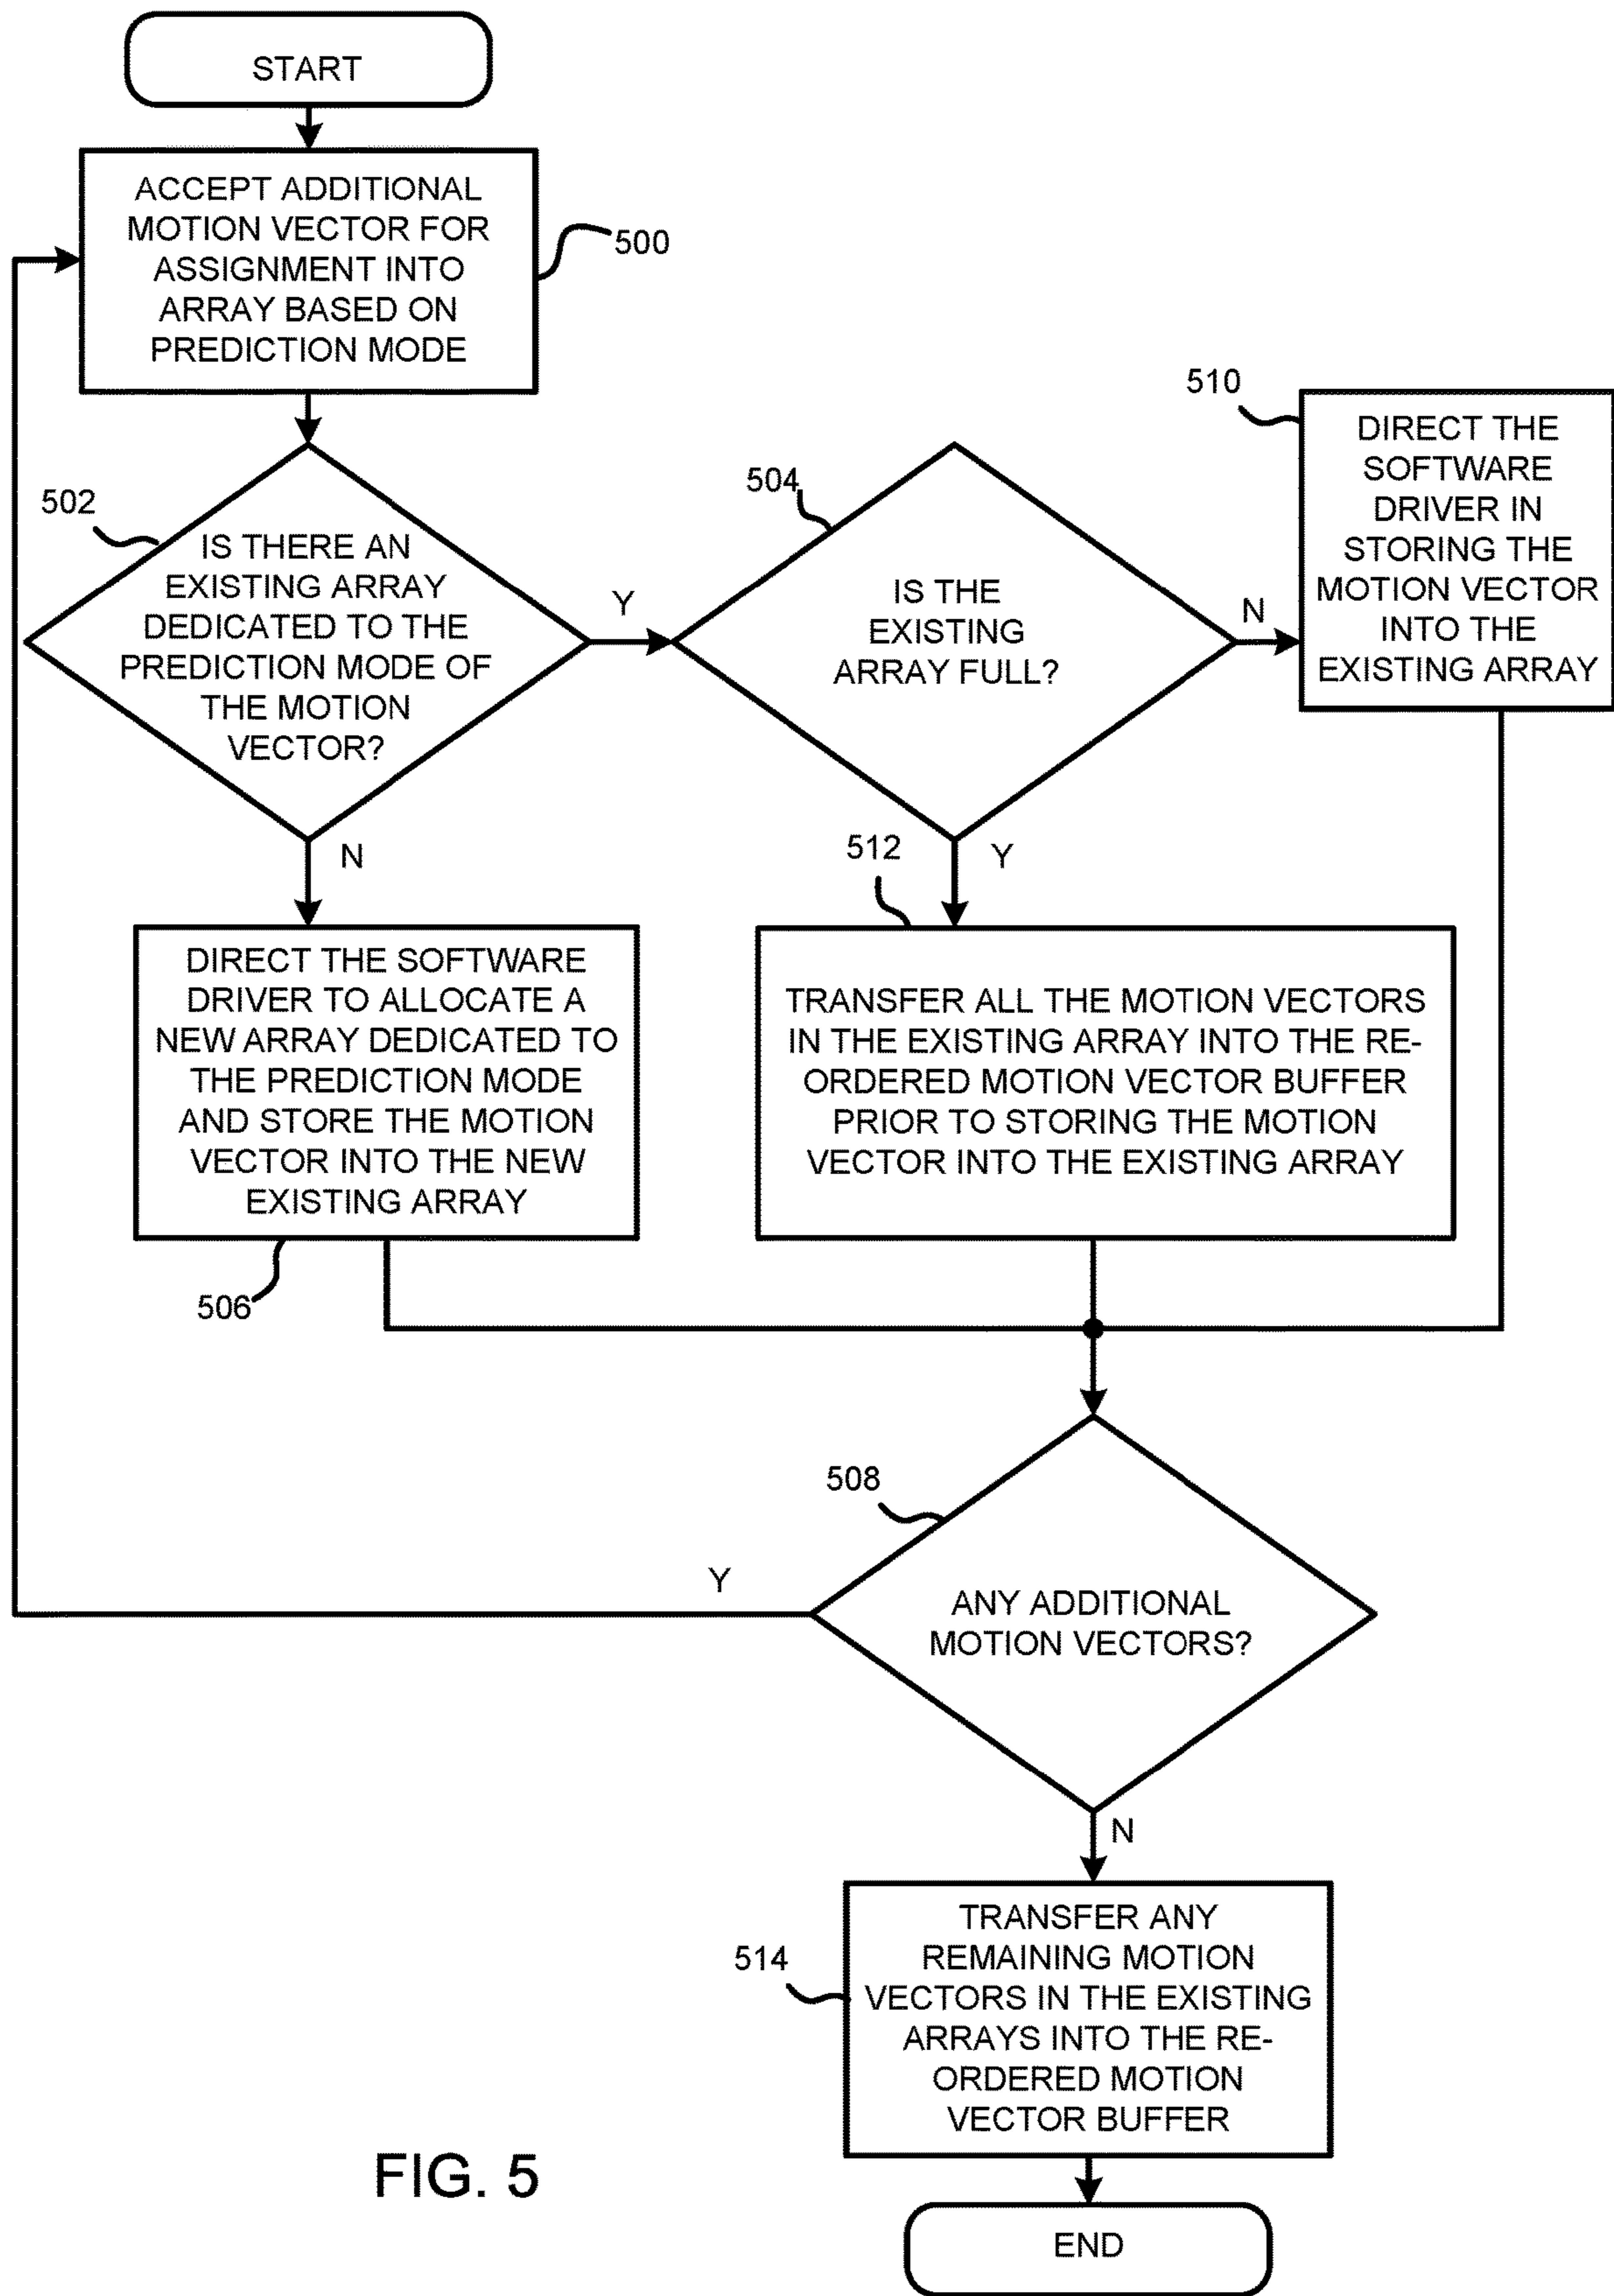 START
ACCEPT ADDITIONAL
MOTION VECTOR FOR
ASSIGNMENT INTO
ARRAY BASED ON
PREDICTION MODE
500
502
IS THERE AN
EXISTING ARRAY
DEDICATED TO THE
PREDICTION MODE OF
THE MOTION
VECTOR?
Y
N
504
IS THE
EXISTING
ARRAY FULL?
N
Y
510
DIRECT THE
SOFTWARE
DRIVER IN
STORING THE
MOTION VECTOR
INTO THE
EXISTING ARRAY
DIRECT THE SOFTWARE
DRIVER TO ALLOCATE A
NEW ARRAY DEDICATED TO
THE PREDICTION MODE
AND STORE THE MOTION
VECTOR INTO THE NEW
EXISTING ARRAY
506
512
TRANSFER ALL THE MOTION VECTORS
IN THE EXISTING ARRAY INTO THE RE-
ORDERED MOTION VECTOR BUFFER
PRIOR TO STORING THE MOTION
VECTOR INTO THE EXISTING ARRAY
508
Y
ANY ADDITIONAL
MOTION VECTORS?
N
514
TRANSFER ANY
REMAINING MOTION
VECTORS IN THE EXISTING
ARRAYS INTO THE RE-
ORDERED MOTION
VECTOR BUFFER
END
FIG. 5